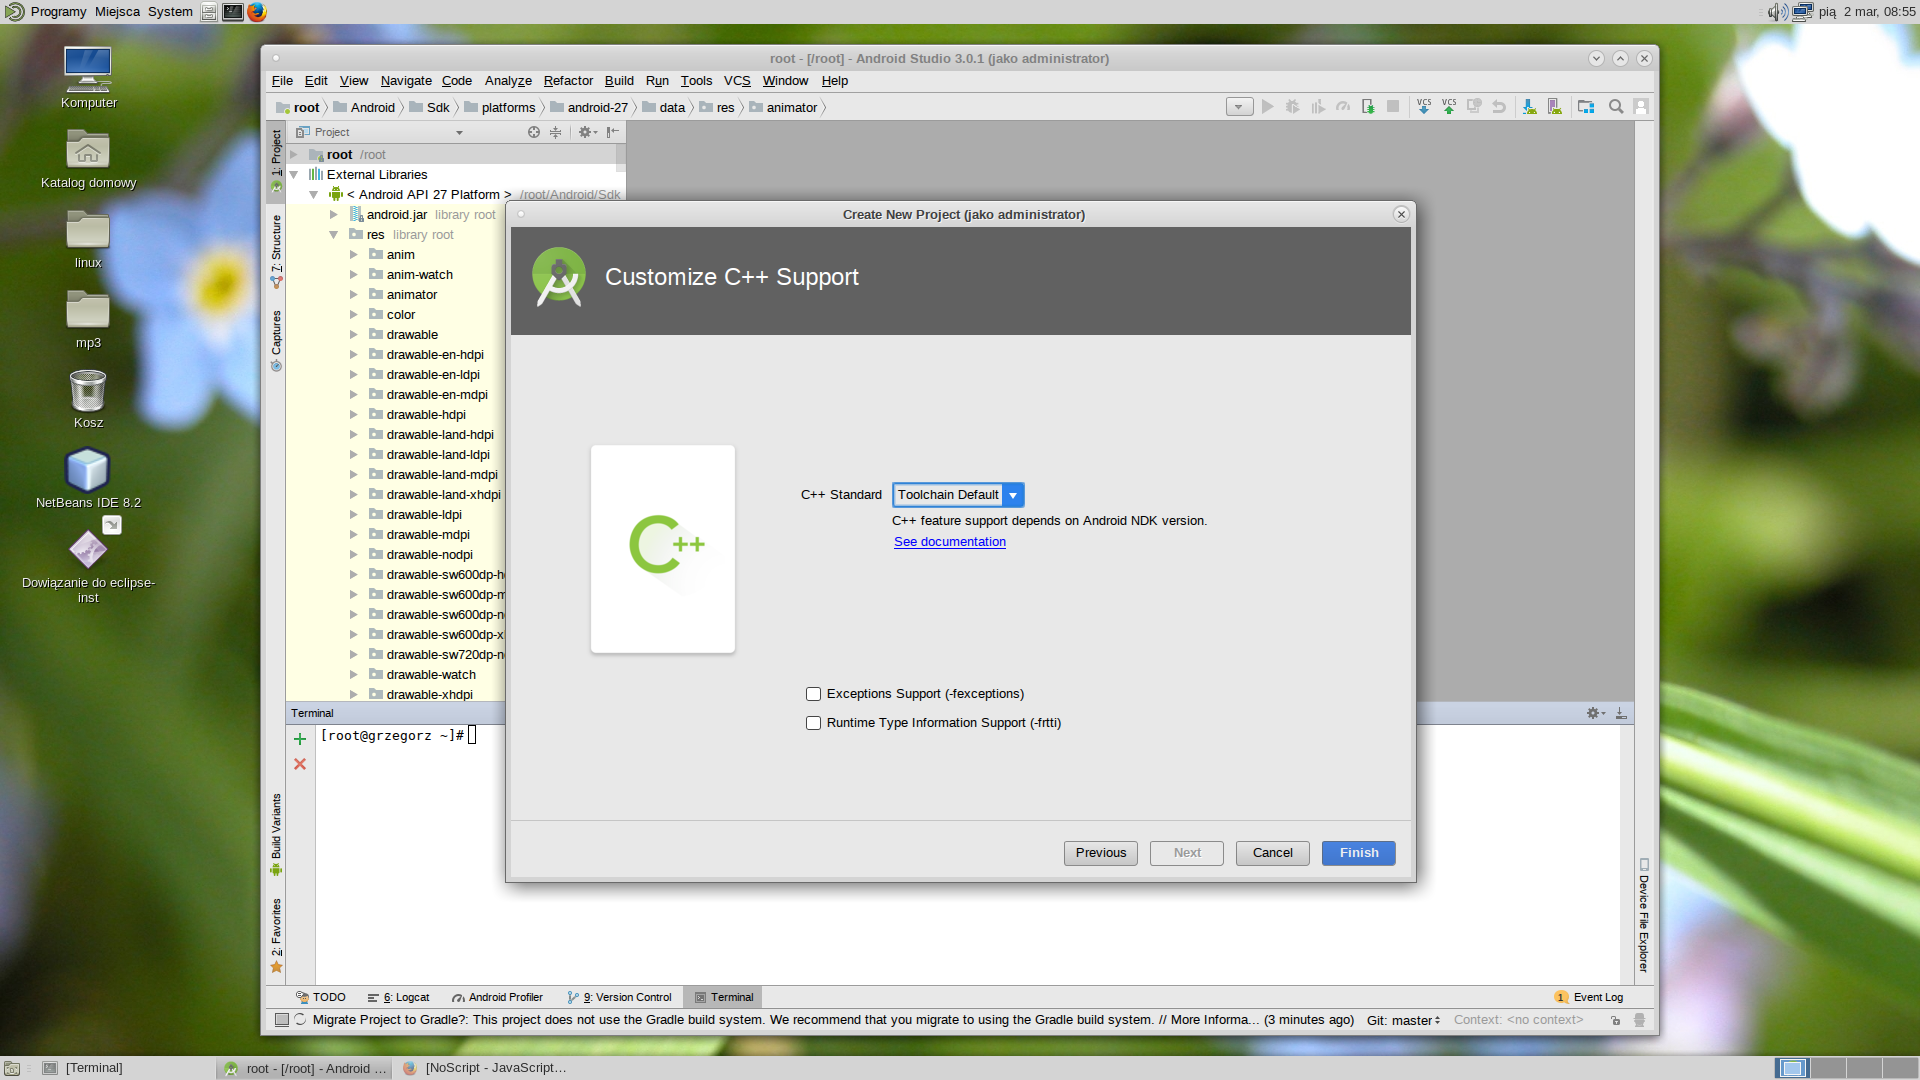 Programy Miejsca System
pią 2 mar, 08:55
Komputer
Katalog domowy
linux
mp3
Kosz
NetBeans IDE 8.2
Dowiązanie do eclipse-
inst
root - [/root] - Android Studio 3.0.1 (jako administrator)
File Edit View Navigate Code Analyze Refactor Build Run Tools VCS Window Help
root Android Sdk platforms android-27 data res animator
VCS VCS
1: Project
7: Structure
Captures
Build Variants
2: Favorites
Project
root /root
External Libraries
< Android API 27 Platform > /root/Android/Sdk
android.jar library root
res library root
anim
anim-watch
animator
color
drawable
drawable-en-hdpi
drawable-en-ldpi
drawable-en-mdpi
drawable-hdpi
drawable-land-hdpi
drawable-land-ldpi
drawable-land-mdpi
drawable-land-xhdpi
drawable-ldpi
drawable-mdpi
drawable-nodpi
drawable-sw600dp-h
drawable-sw600dp-m
drawable-sw600dp-n
drawable-sw600dp-x
drawable-sw720dp-n
drawable-watch
drawable-xhdpi
Create New Project (jako administrator)
Customize C++ Support
C++
C++ Standard Toolchain Default
C++ feature support depends on Android NDK version.
See documentation
Exceptions Support (-fexceptions)
Runtime Type Information Support (-frtti)
Previous Next Cancel Finish
Terminal
[root@grzegorz ~]#
Device File Explorer
TODO 6: Logcat Android Profiler 9: Version Control Terminal
1 Event Log
Migrate Project to Gradle?: This project does not use the Gradle build system. We recommend that you migrate to using the Gradle build system. // More Informa... (3 minutes ago) Git: master Context: <no context>
[Terminal] root - [/root] - Android ... [NoScript - JavaScript...